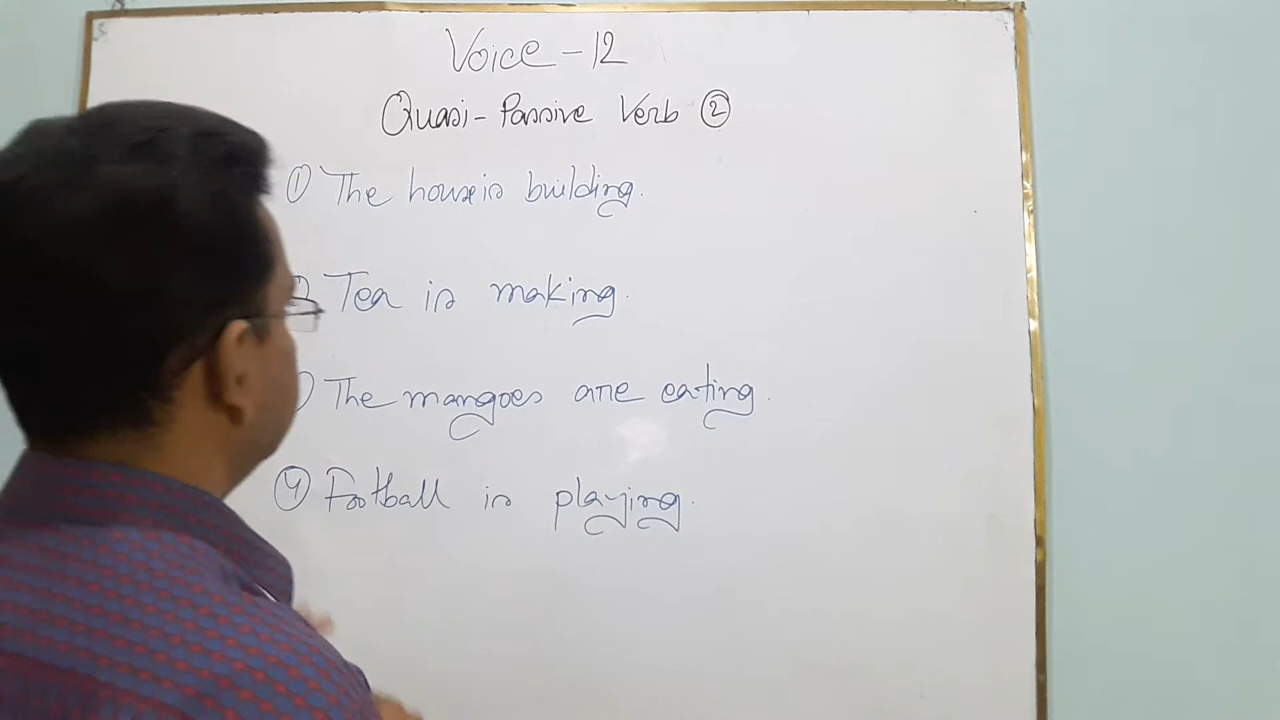 Voice - 12
Quasi - Passive Verb ②
① The house is building.
② Tea is making.
The mangoes are eating.
④ Football is playing.